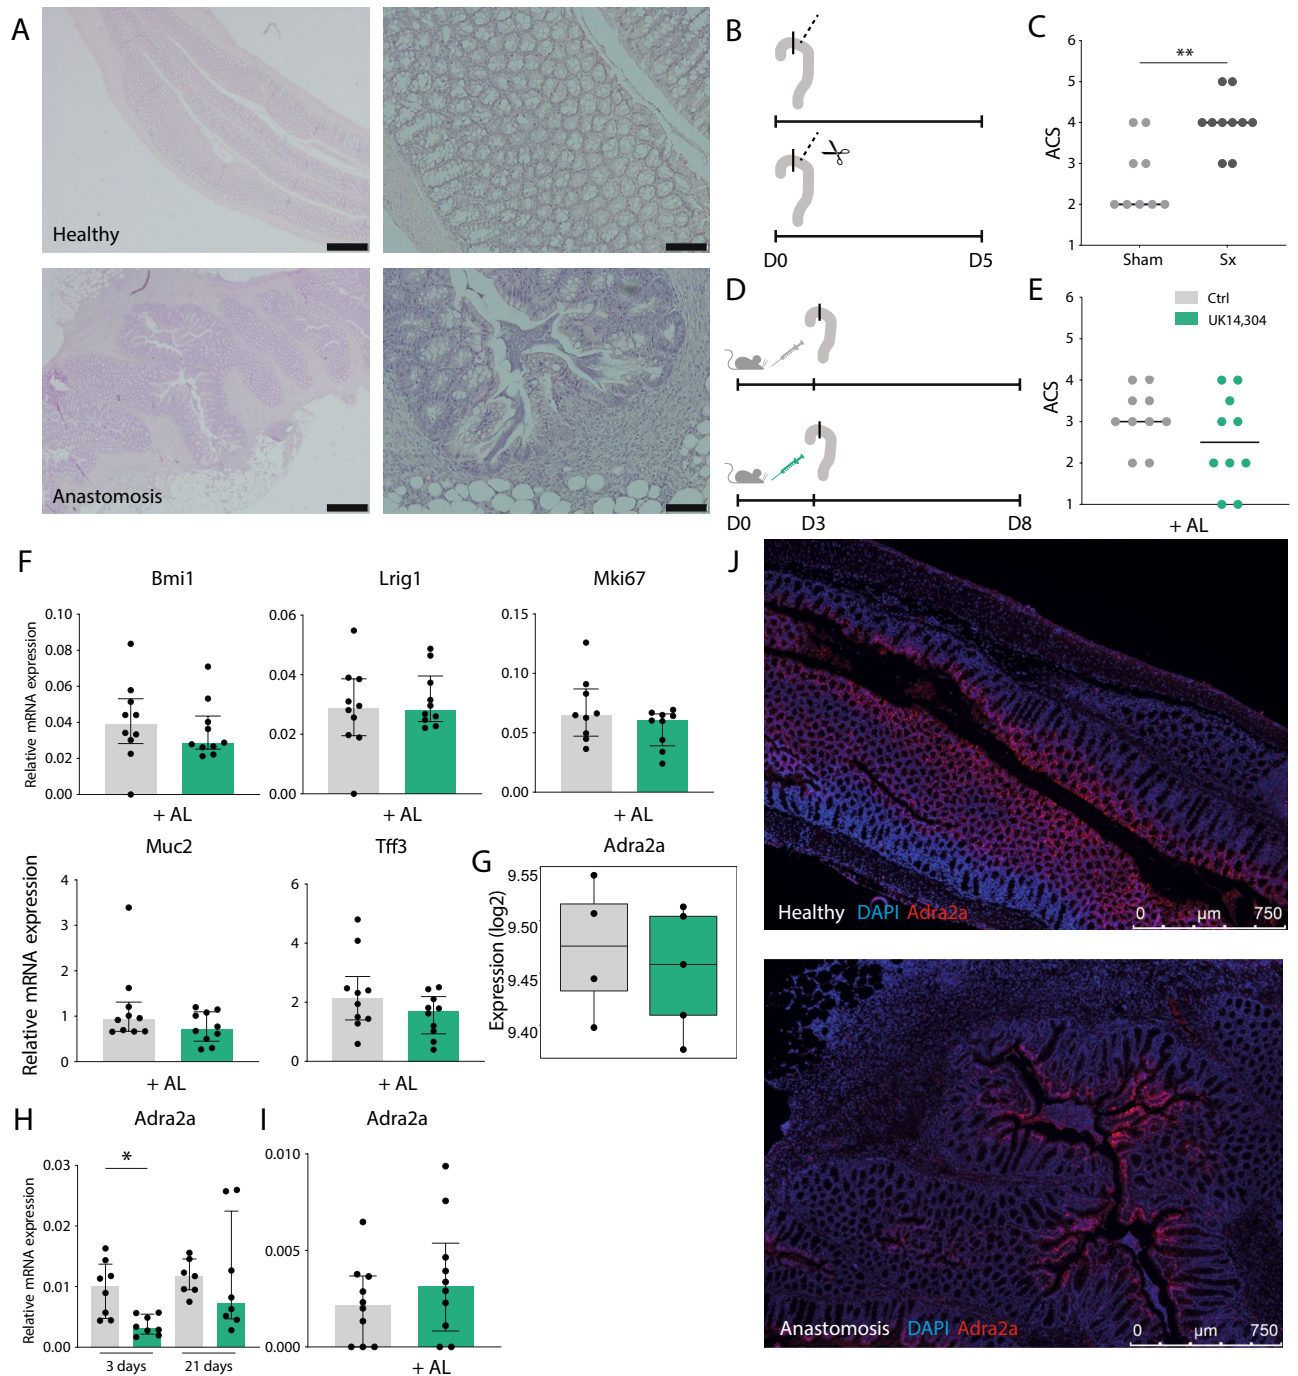 A
Healthy
Anastomosis
B
D0 D5
C
6
5
4
3
2
1
ACS
**
Sham Sx
D
D0 D3 D8
E
6
5
4
3
2
1
ACS
Ctrl
UK14,304
+ AL
F
Bmi1
Relative mRNA expression
0.10
0.08
0.06
0.04
0.02
0.00
+ AL
Lrig1
0.06
0.04
0.02
0.00
+ AL
Mki67
0.15
0.10
0.05
0.00
+ AL
Muc2
Relative mRNA expression
4
3
2
1
0
+ AL
Tff3
6
4
2
0
+ AL
G
Adra2a
Expression (log2)
9.55
9.50
9.45
9.40
H
Adra2a
Relative mRNA expression
0.03
0.02
0.01
0.00
*
3 days 21 days
I
Adra2a
0.010
0.005
0.000
+ AL
J
Healthy DAPI Adra2a
0 µm 750
Anastomosis DAPI Adra2a
0 µm 750